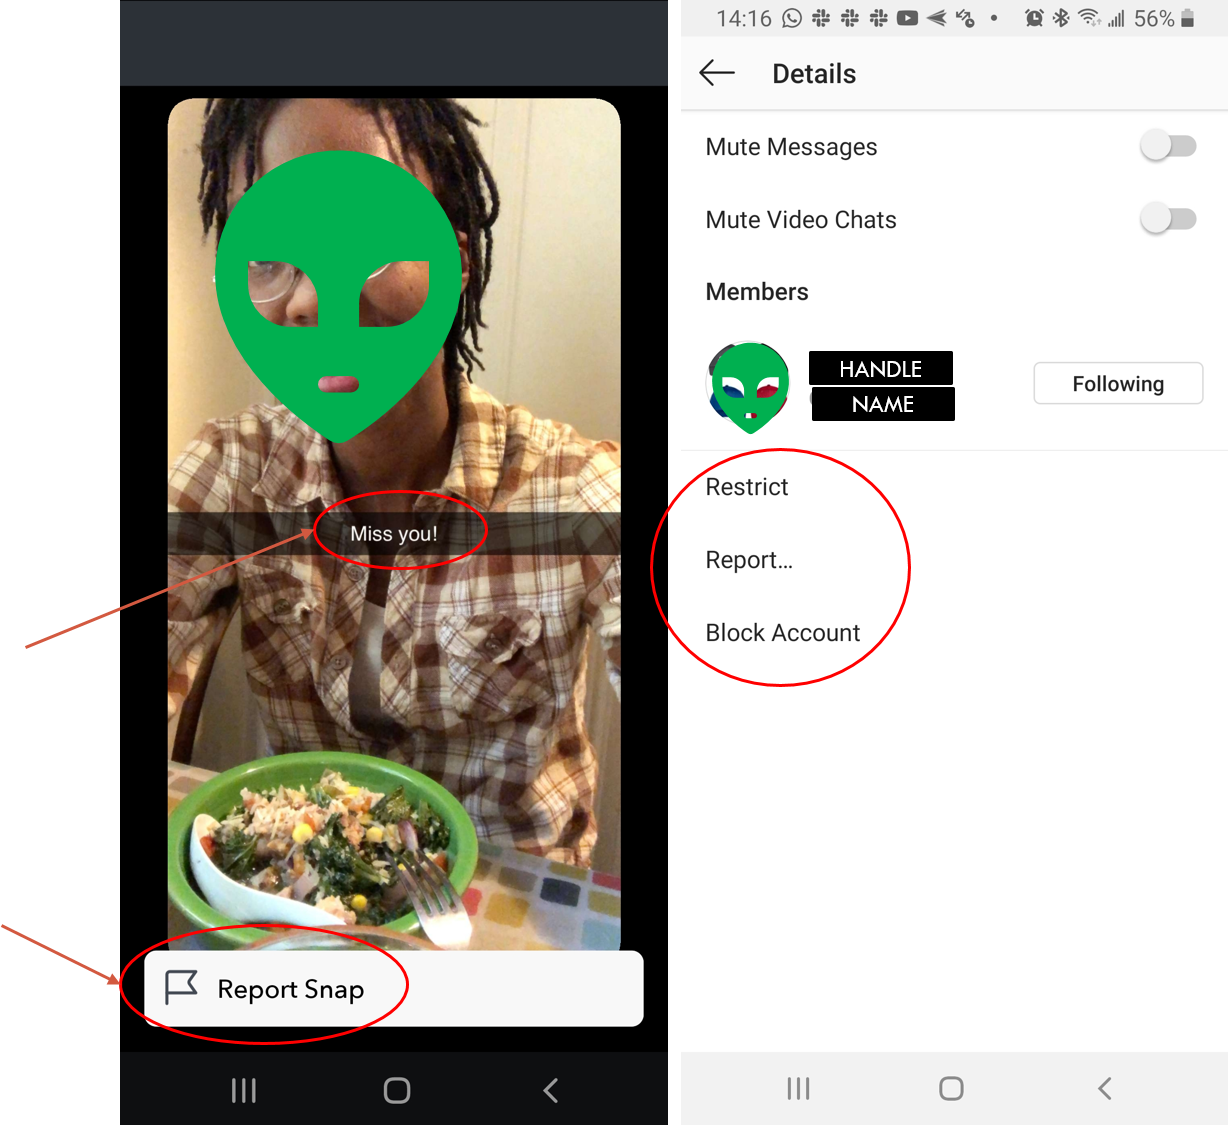 Miss you!
Report Snap
14:16
56%
Details
Mute Messages
Mute Video Chats
Members
HANDLE
NAME
Following
Restrict
Report...
Block Account